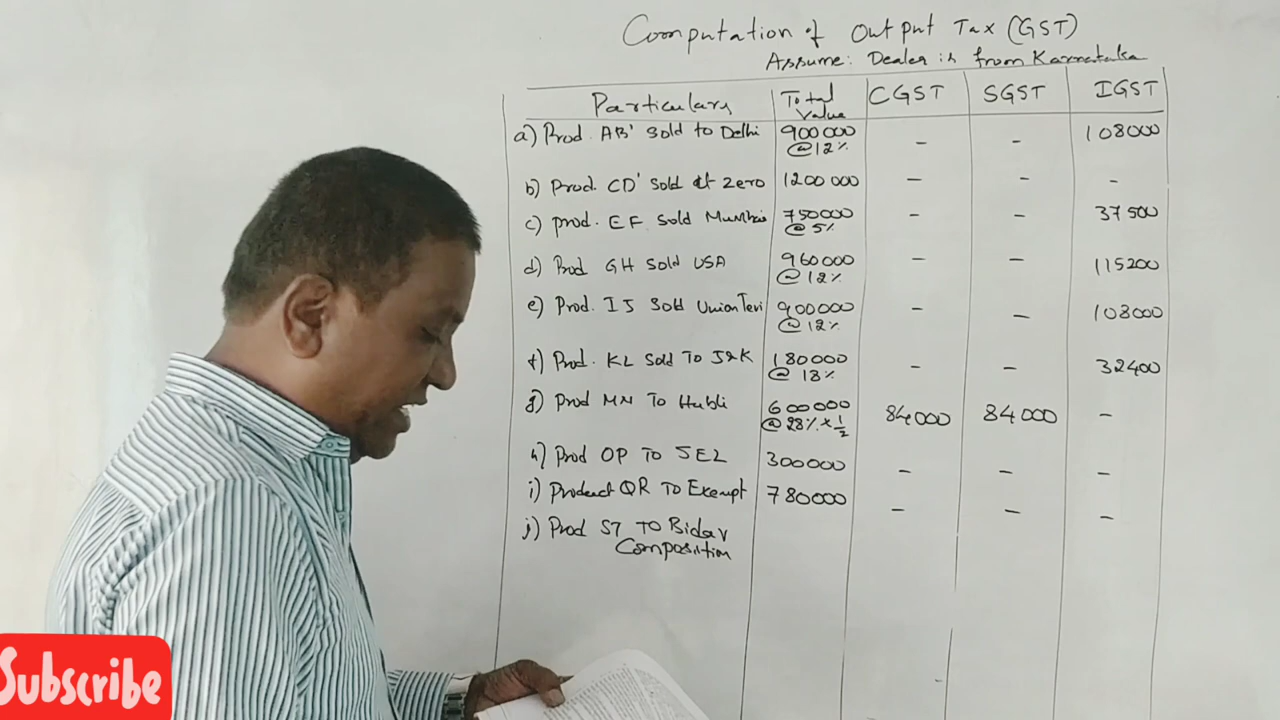 Computation of Output Tax (GST)
Assume: Dealer is from Karnataka
Particulars Total Value CGST SGST IGST
a) Prod. AB' sold to Delhi 900000 @12% - - 108000
b) Prod. CD' sold at Zero 1200000 - - -
c) Prod. EF sold Mumbai 750000 @5% - - 37500
d) Prod GH sold USA 960000 @12% - - 115200
e) Prod. IJ sold Union Teri 900000 @12% - - 108000
f) Prod. KL sold To J&K 180000 @ 18% - - 32400
g) Prod MN To Hubli 600000 @28% × 1/2 84000 84000 -
h) Prod OP To SEZ 300000 - - -
i) Product QR To Exempt 780000 - - -
j) Prod ST TO Bidar
Composition
Subscribe